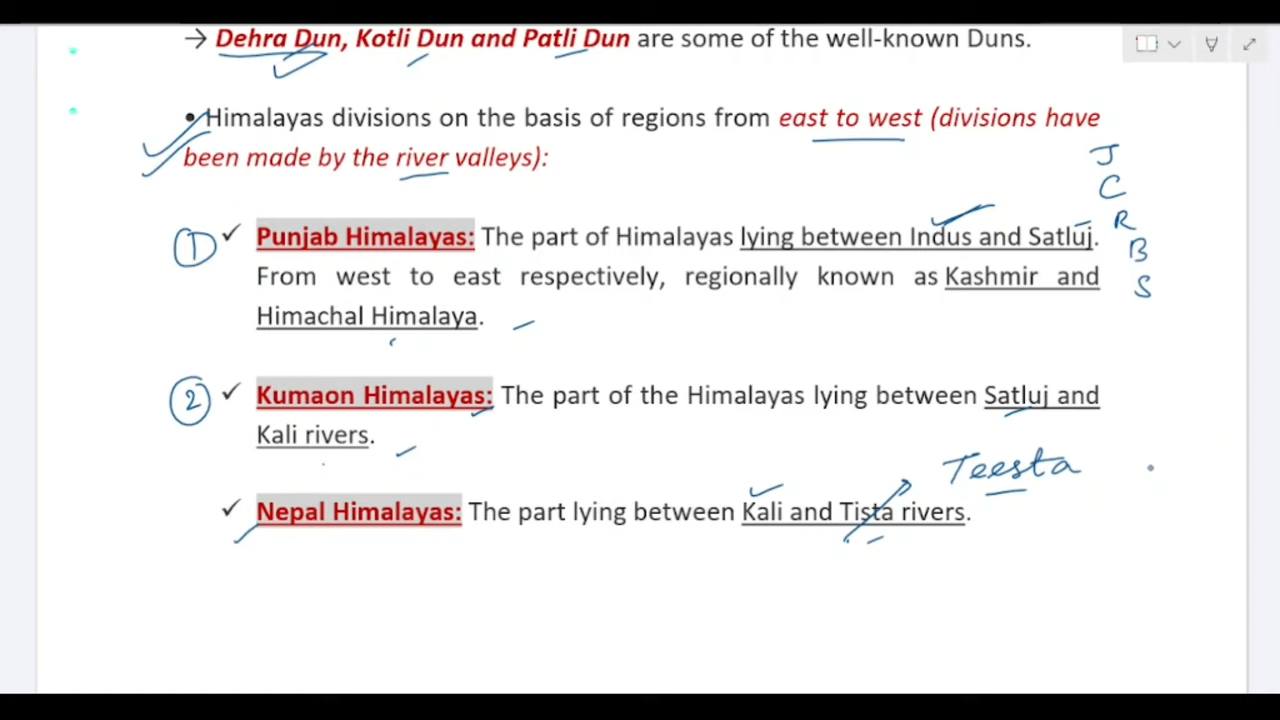 → Dehra Dun, Kotli Dun and Patli Dun are some of the well-known Duns.
• Himalayas divisions on the basis of regions from east to west (divisions have
been made by the river valleys):
J
C
R
B
S
① ✓ Punjab Himalayas: The part of Himalayas lying between Indus and Satluj.
From west to east respectively, regionally known as Kashmir and
Himachal Himalaya.
② ✓ Kumaon Himalayas: The part of the Himalayas lying between Satluj and
Kali rivers.
Teesta
✓ Nepal Himalayas: The part lying between Kali and Tista rivers.